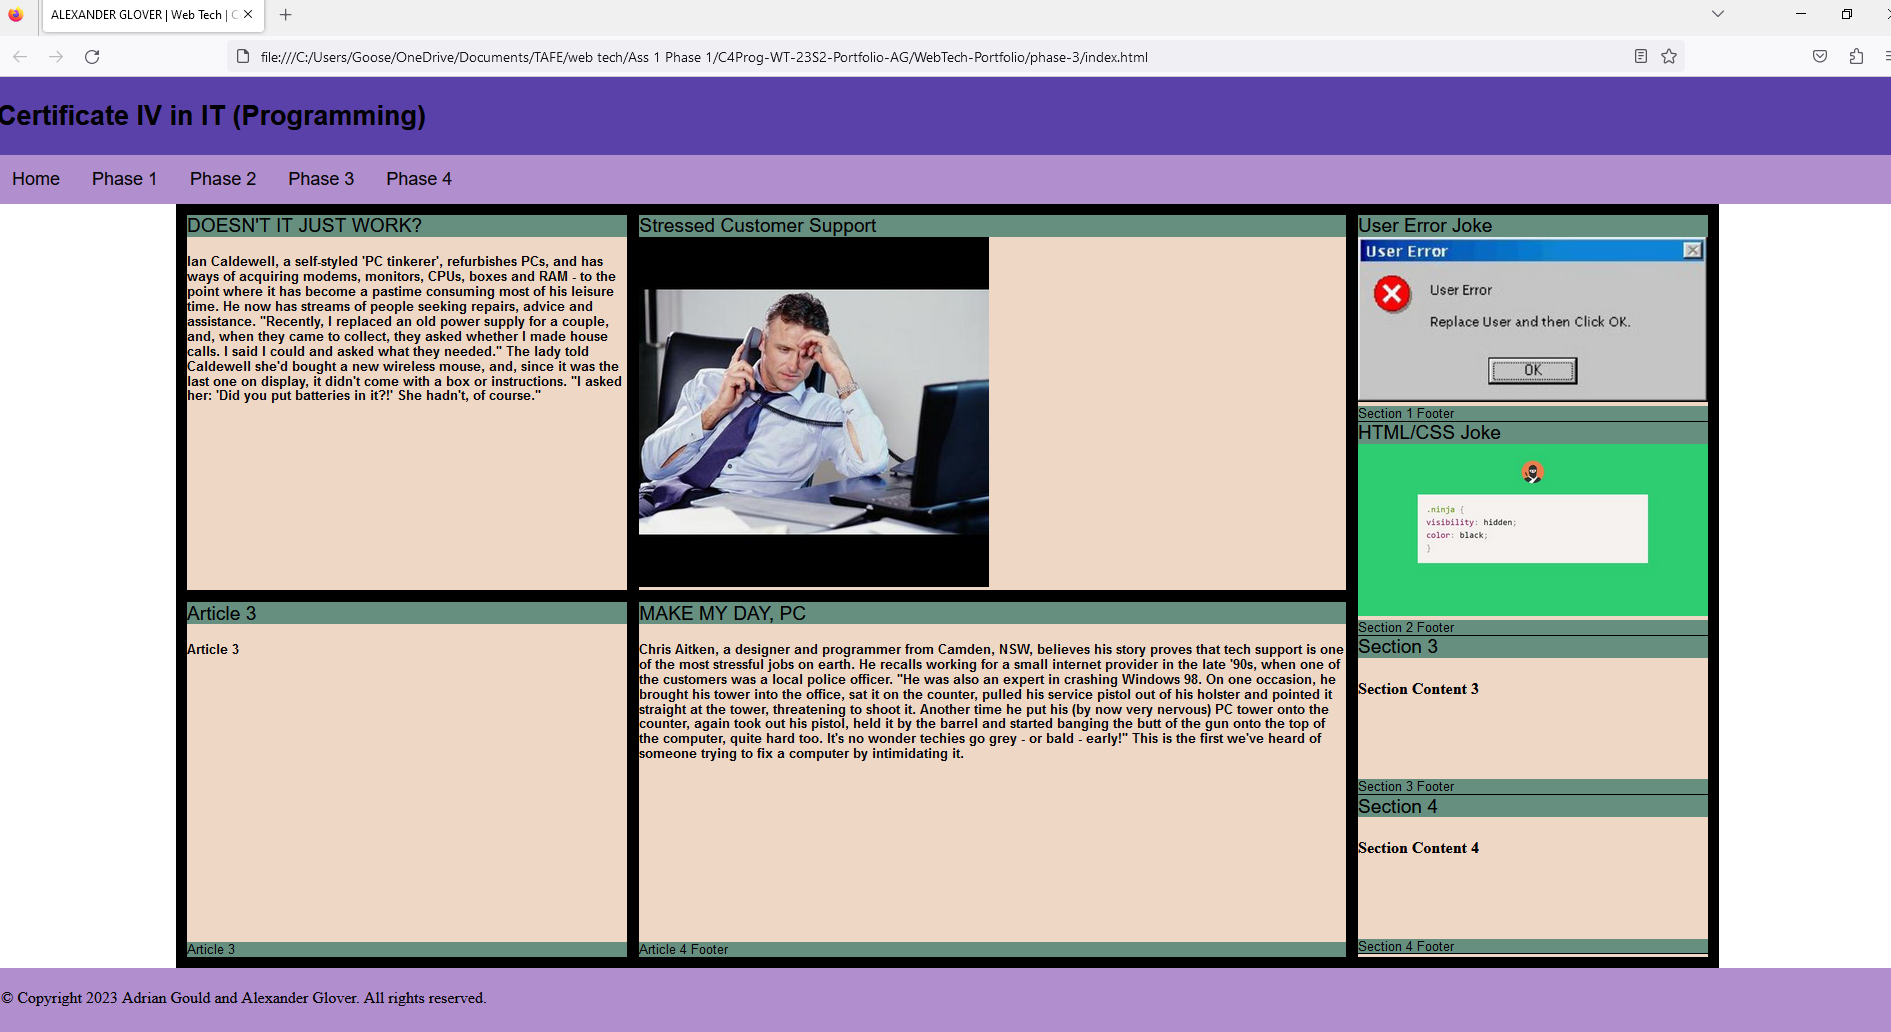 ALEXANDER GLOVER | Web Tech | C
file:///C:/Users/Goose/OneDrive/Documents/TAFE/web tech/Ass 1 Phase 1/C4Prog-WT-23S2-Portfolio-AG/WebTech-Portfolio/phase-3/index.html
Certificate IV in IT (Programming)
Home Phase 1 Phase 2 Phase 3 Phase 4
DOESN'T IT JUST WORK?
Ian Caldewell, a self-styled 'PC tinkerer', refurbishes PCs, and has
ways of acquiring modems, monitors, CPUs, boxes and RAM - to the
point where it has become a pastime consuming most of his leisure
time. He now has streams of people seeking repairs, advice and
assistance. "Recently, I replaced an old power supply for a couple,
and, when they came to collect, they asked whether I made house
calls. I said I could and asked what they needed." The lady told
Caldewell she'd bought a new wireless mouse, and, since it was the
last one on display, it didn't come with a box or instructions. "I asked
her: 'Did you put batteries in it?!' She hadn't, of course."
Stressed Customer Support
Article 3
Article 3
Article 3
MAKE MY DAY, PC
Chris Aitken, a designer and programmer from Camden, NSW, believes his story proves that tech support is one
of the most stressful jobs on earth. He recalls working for a small internet provider in the late '90s, when one of
the customers was a local police officer. "He was also an expert in crashing Windows 98. On one occasion, he
brought his tower into the office, sat it on the counter, pulled his service pistol out of his holster and pointed it
straight at the tower, threatening to shoot it. Another time he put his (by now very nervous) PC tower onto the
counter, again took out his pistol, held it by the barrel and started banging the butt of the gun onto the top of
the computer, quite hard too. It's no wonder techies go grey - or bald - early!" This is the first we've heard of
someone trying to fix a computer by intimidating it.
Article 4 Footer
User Error Joke
User Error
User Error
Replace User and then Click OK.
OK
Section 1 Footer
HTML/CSS Joke
.ninja {
visibility: hidden;
color: black;
}
Section 2 Footer
Section 3
Section Content 3
Section 3 Footer
Section 4
Section Content 4
Section 4 Footer
© Copyright 2023 Adrian Gould and Alexander Glover. All rights reserved.